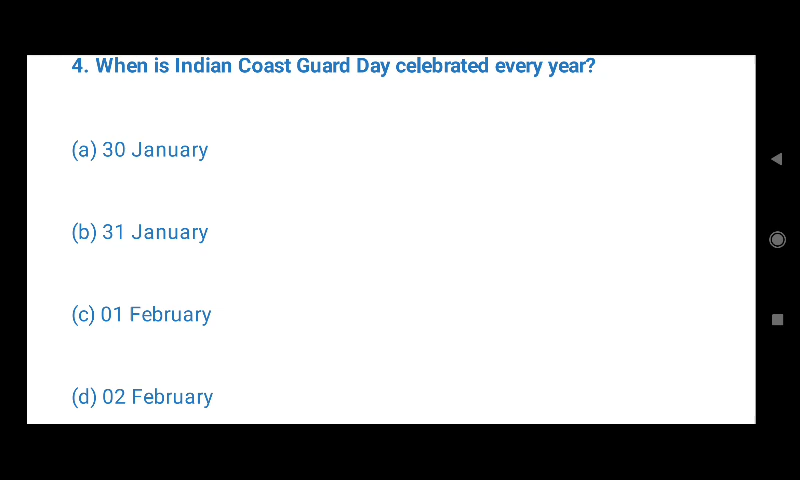 4. When is Indian Coast Guard Day celebrated every year?
(a) 30 January
(b) 31 January
(c) 01 February
(d) 02 February